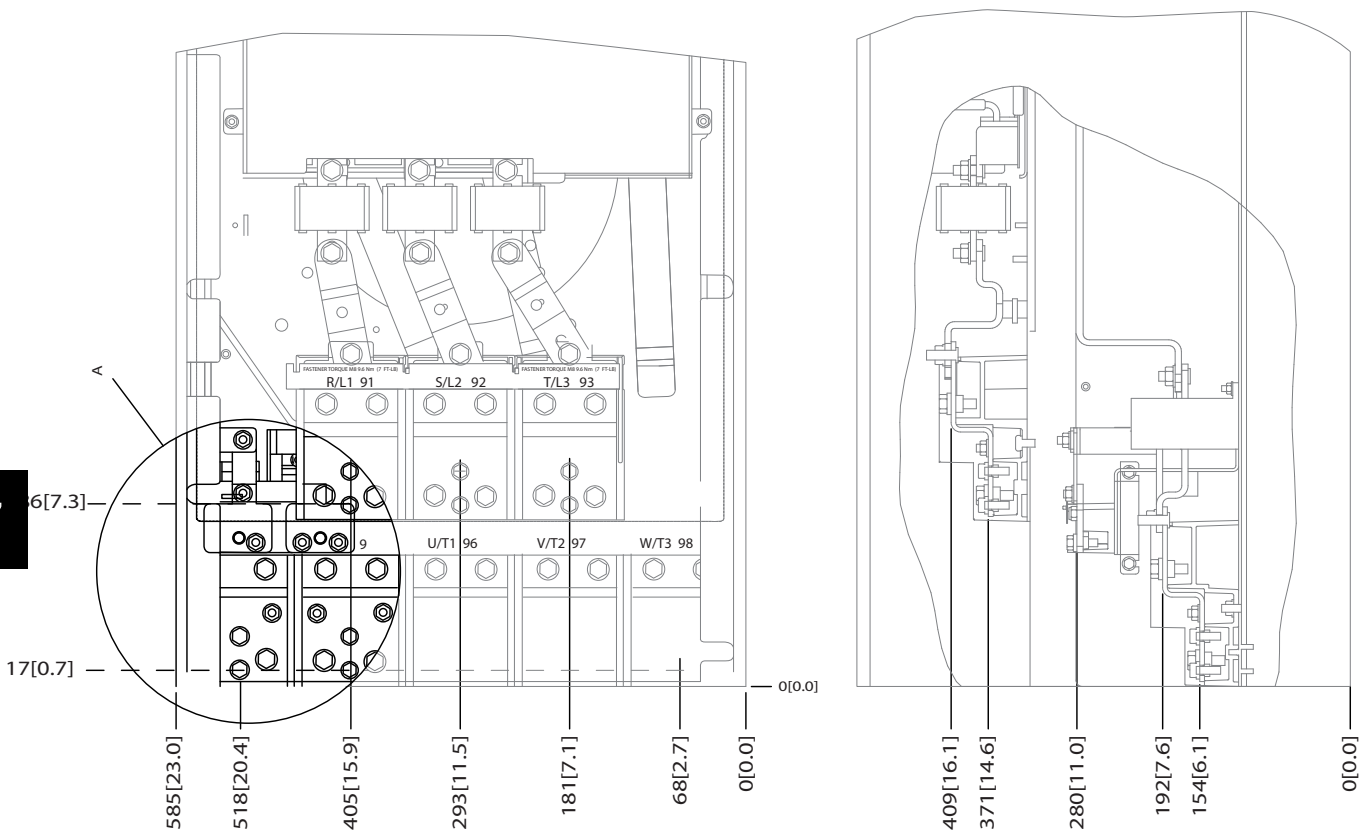 A
FASTENER TORQUE M8 9.6 Nm (7 FT-LB)
FASTENER TORQUE M8 9.6 Nm (7 FT-LB)
R/L1 91
S/L2 92
T/L3 93
6[7.3]
9
U/T1 96
V/T2 97
W/T3 98
17[0.7]
0[0.0]
585[23.0]
518[20.4]
405[15.9]
293[11.5]
181[7.1]
68[2.7]
0[0.0]
409[16.1]
371[14.6]
280[11.0]
192[7.6]
154[6.1]
0[0.0]